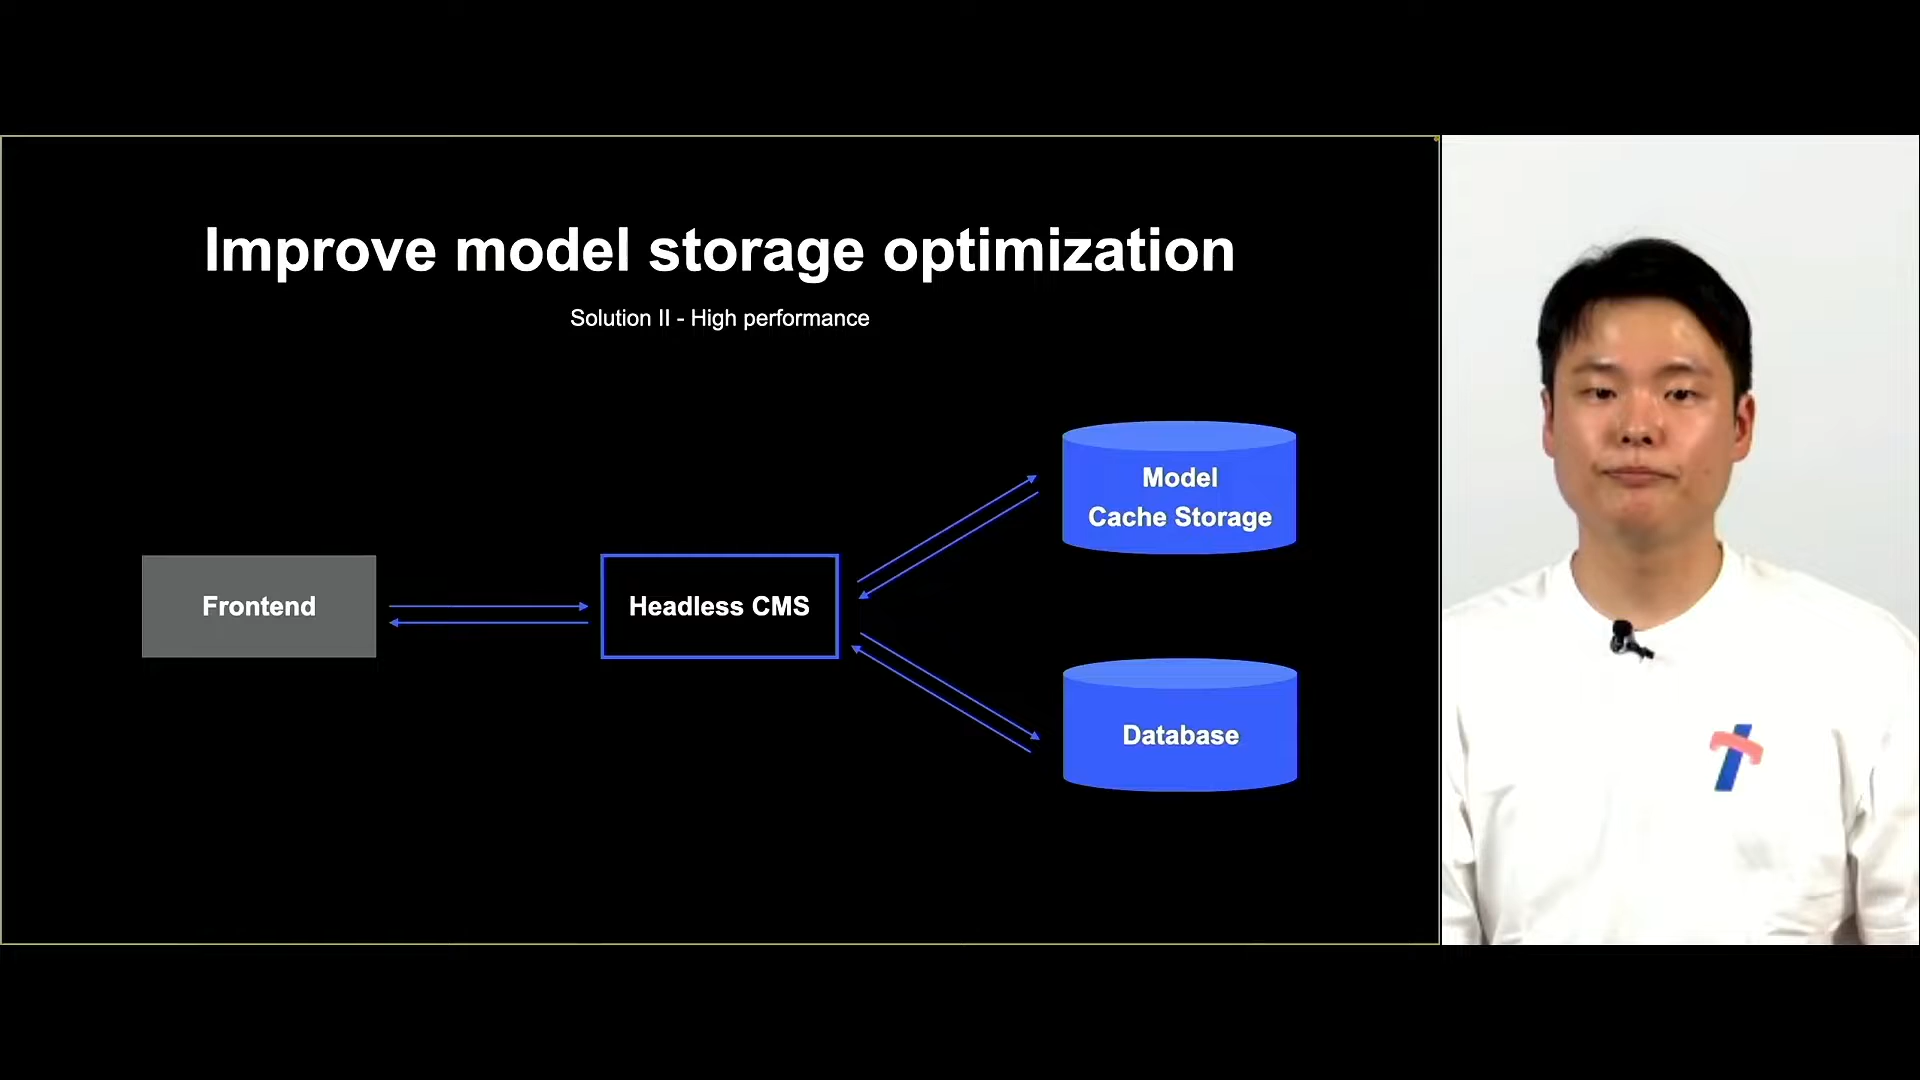 Improve model storage optimization
Solution II - High performance
Model
Cache Storage
Frontend
Headless CMS
Database